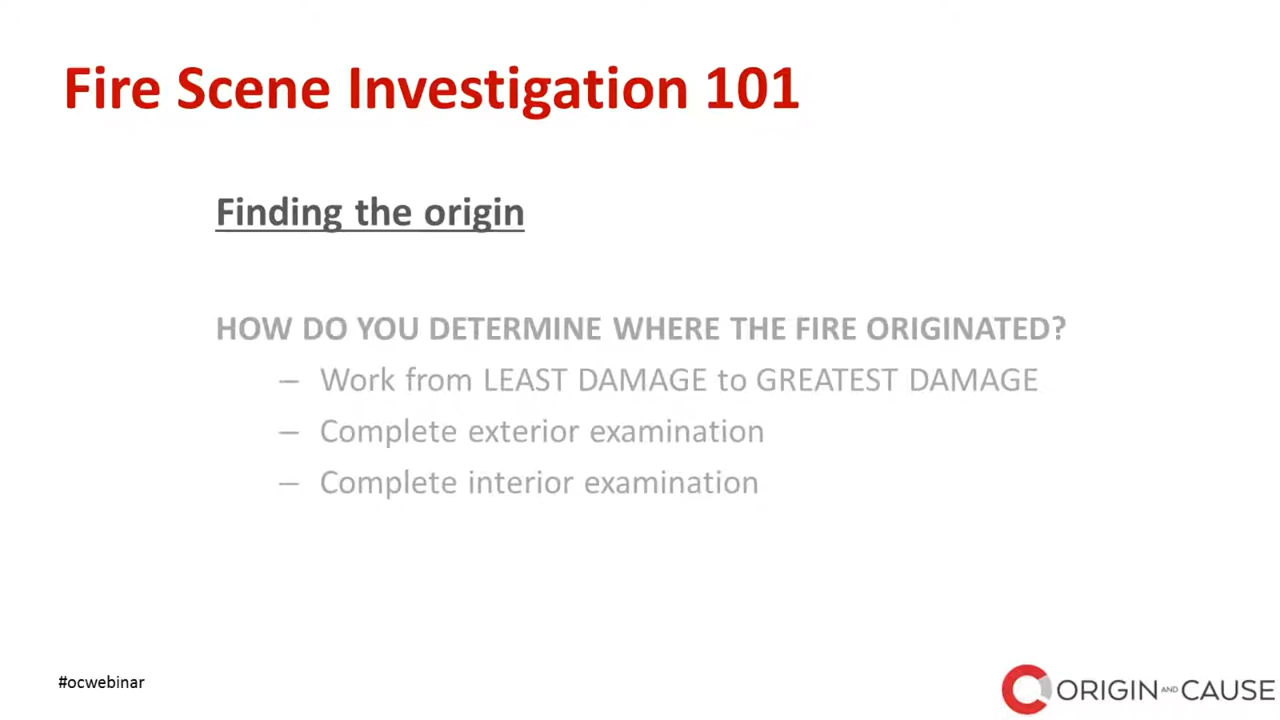 Fire Scene Investigation 101
Finding the origin
HOW DO YOU DETERMINE WHERE THE FIRE ORIGINATED?
– Work from LEAST DAMAGE to GREATEST DAMAGE
– Complete exterior examination
– Complete interior examination
#ocwebinar
ORIGIN AND CAUSE